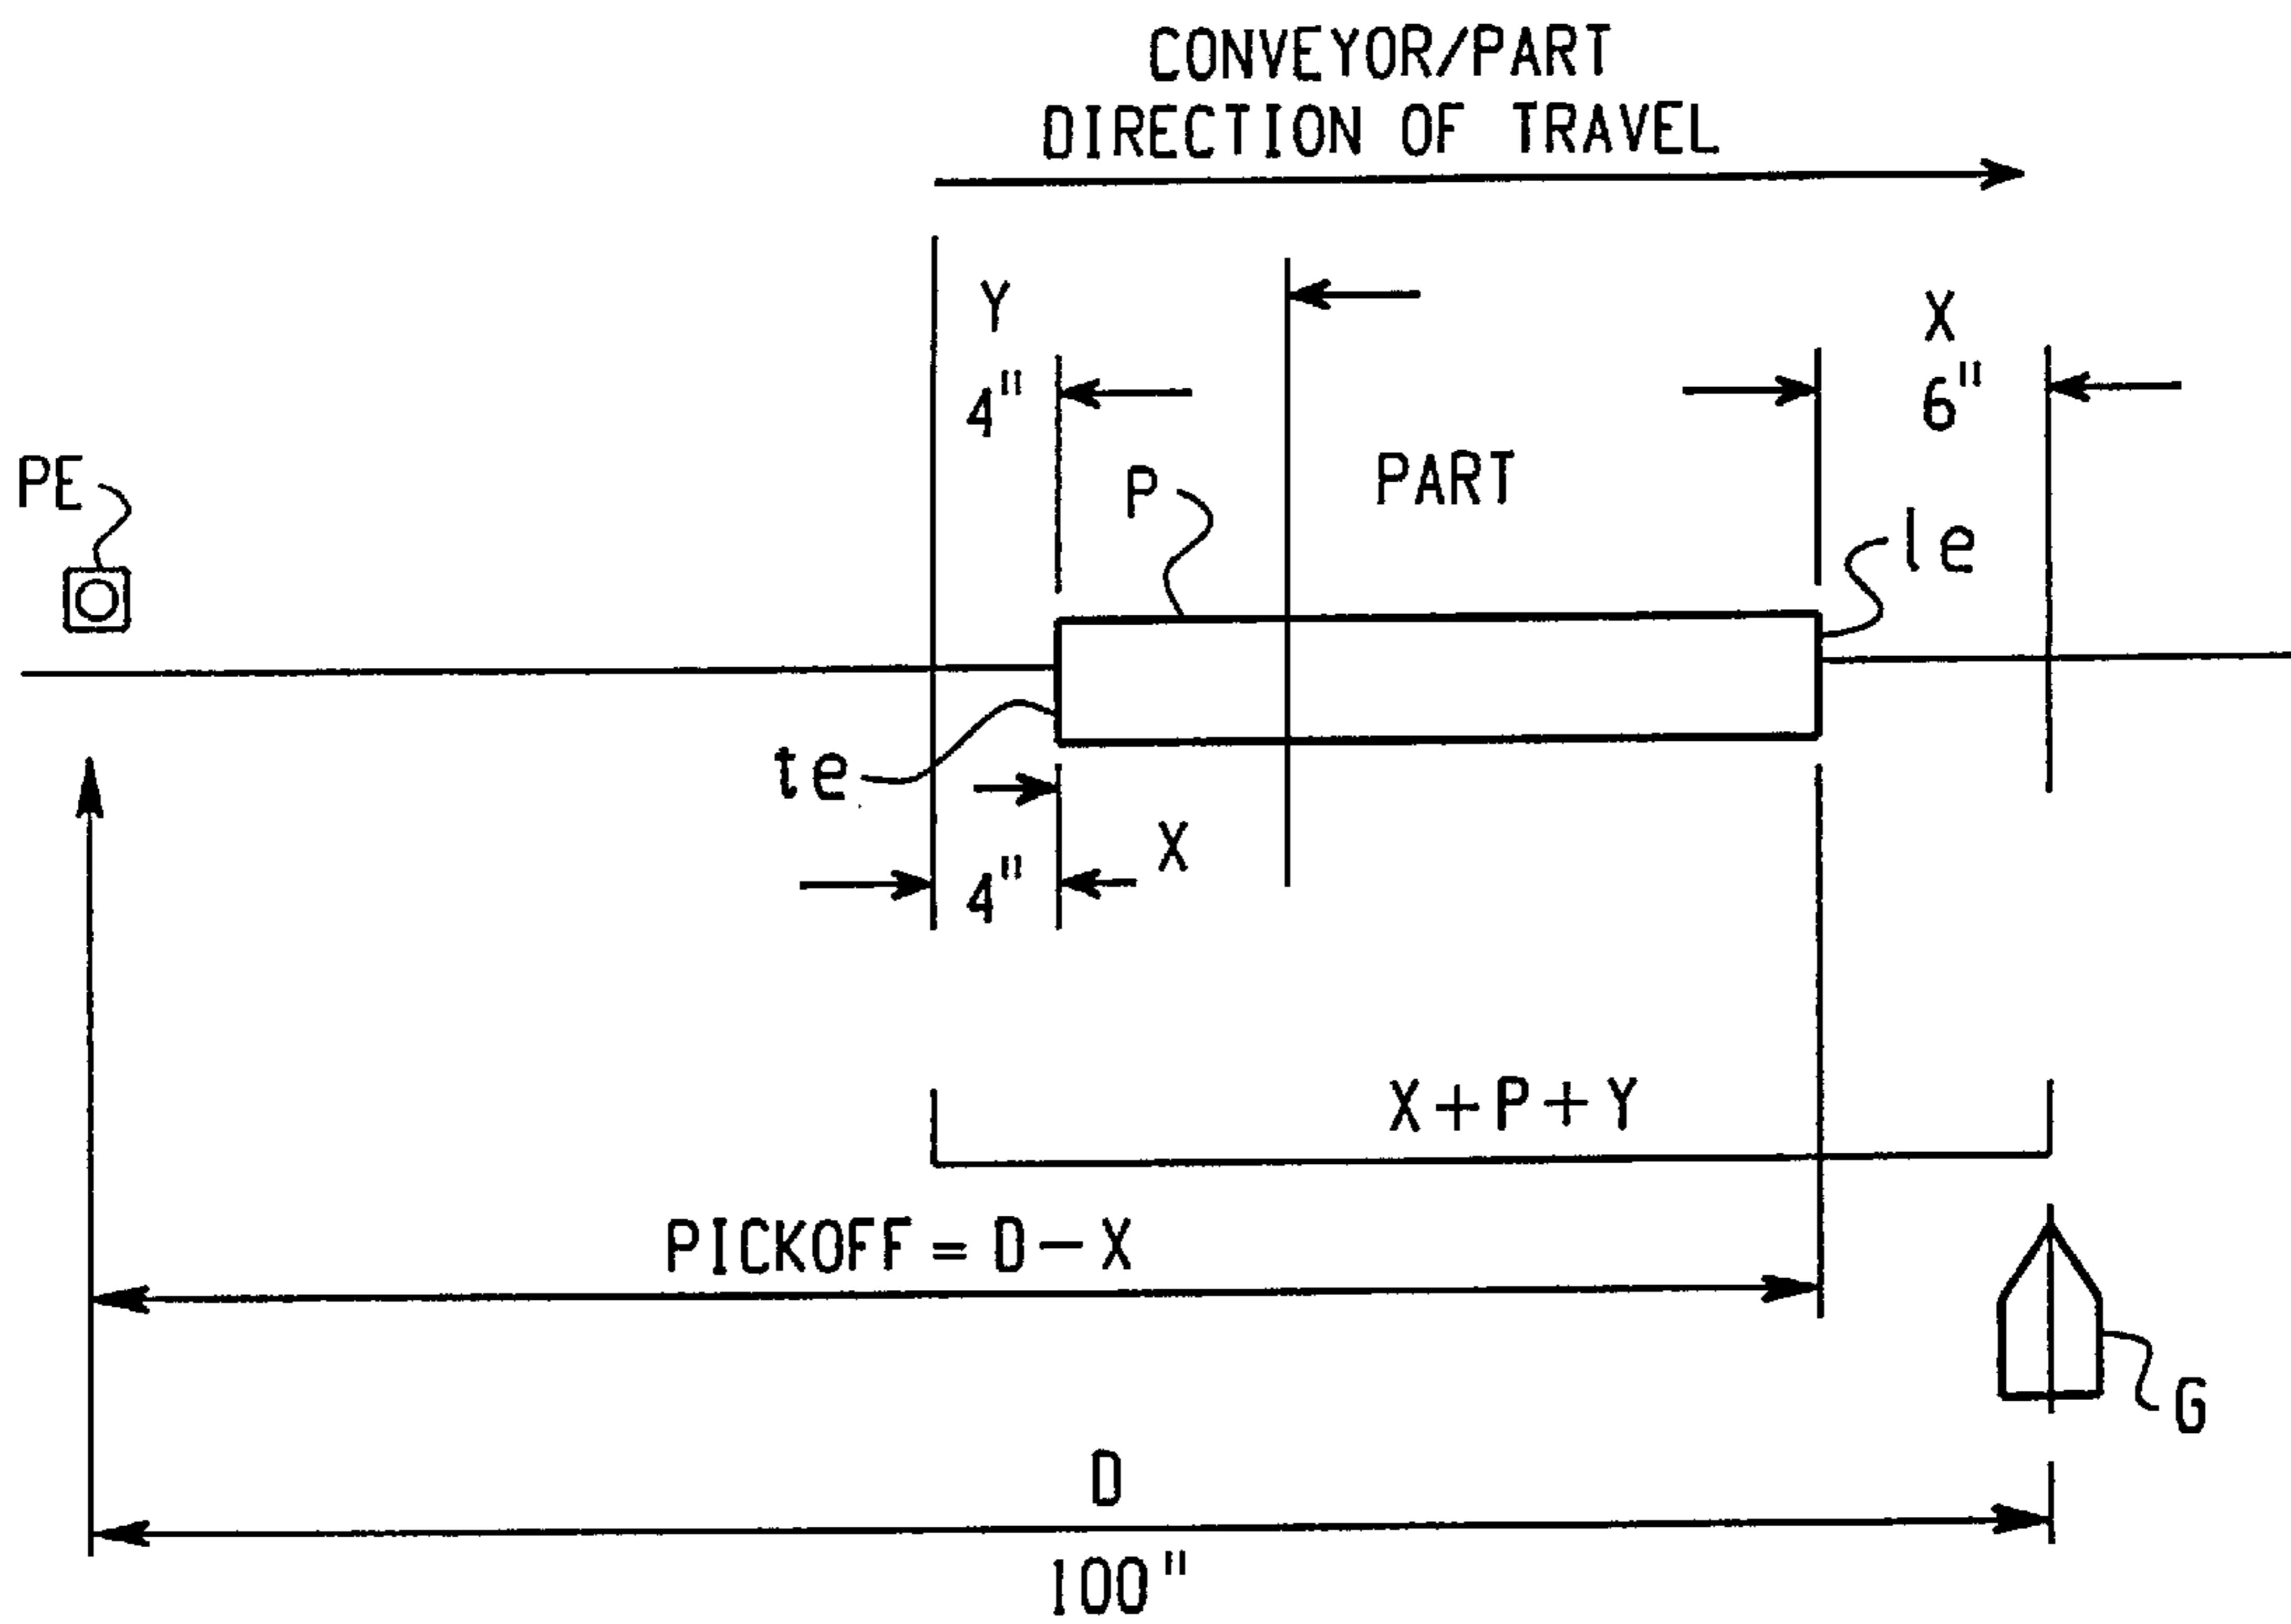 CONVEYOR/PART
DIRECTION OF TRAVEL
Y
4"
X
6"
PE
P
PART
le
te
X
4"
X+P+Y
PICKOFF = D-X
G
D
100"